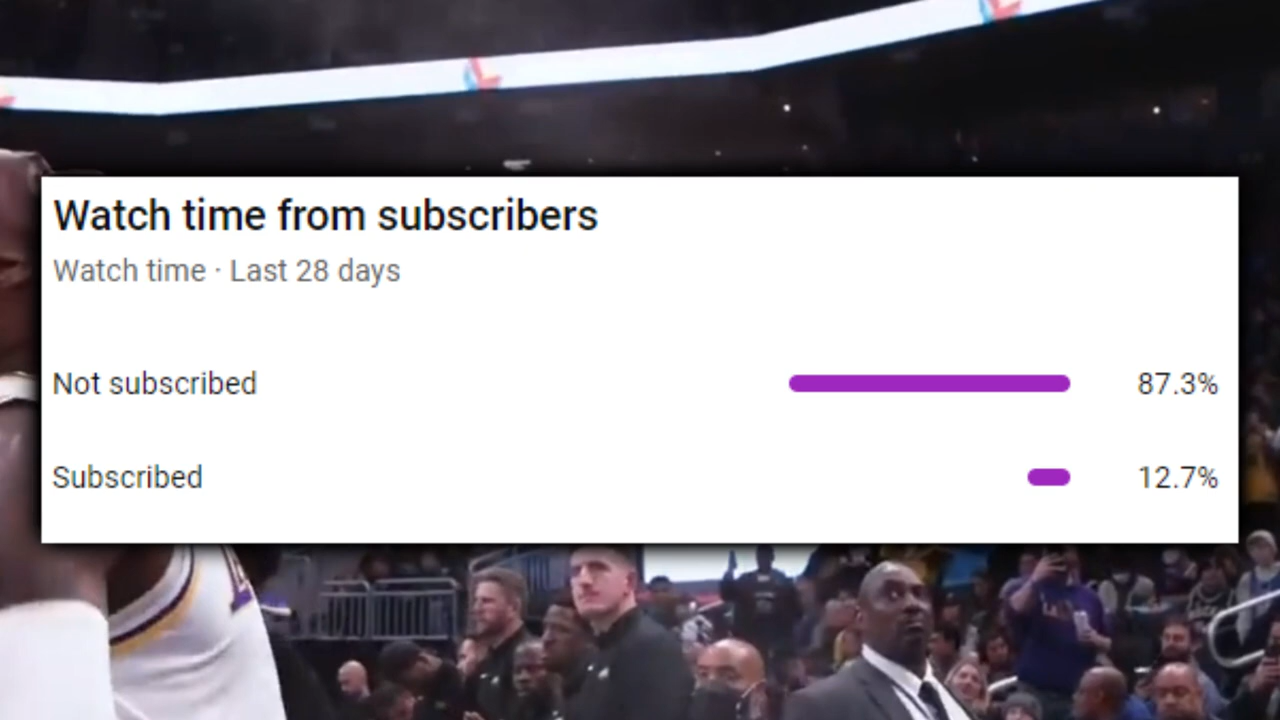 Watch time from subscribers
Watch time · Last 28 days
Not subscribed 87.3%
Subscribed 12.7%